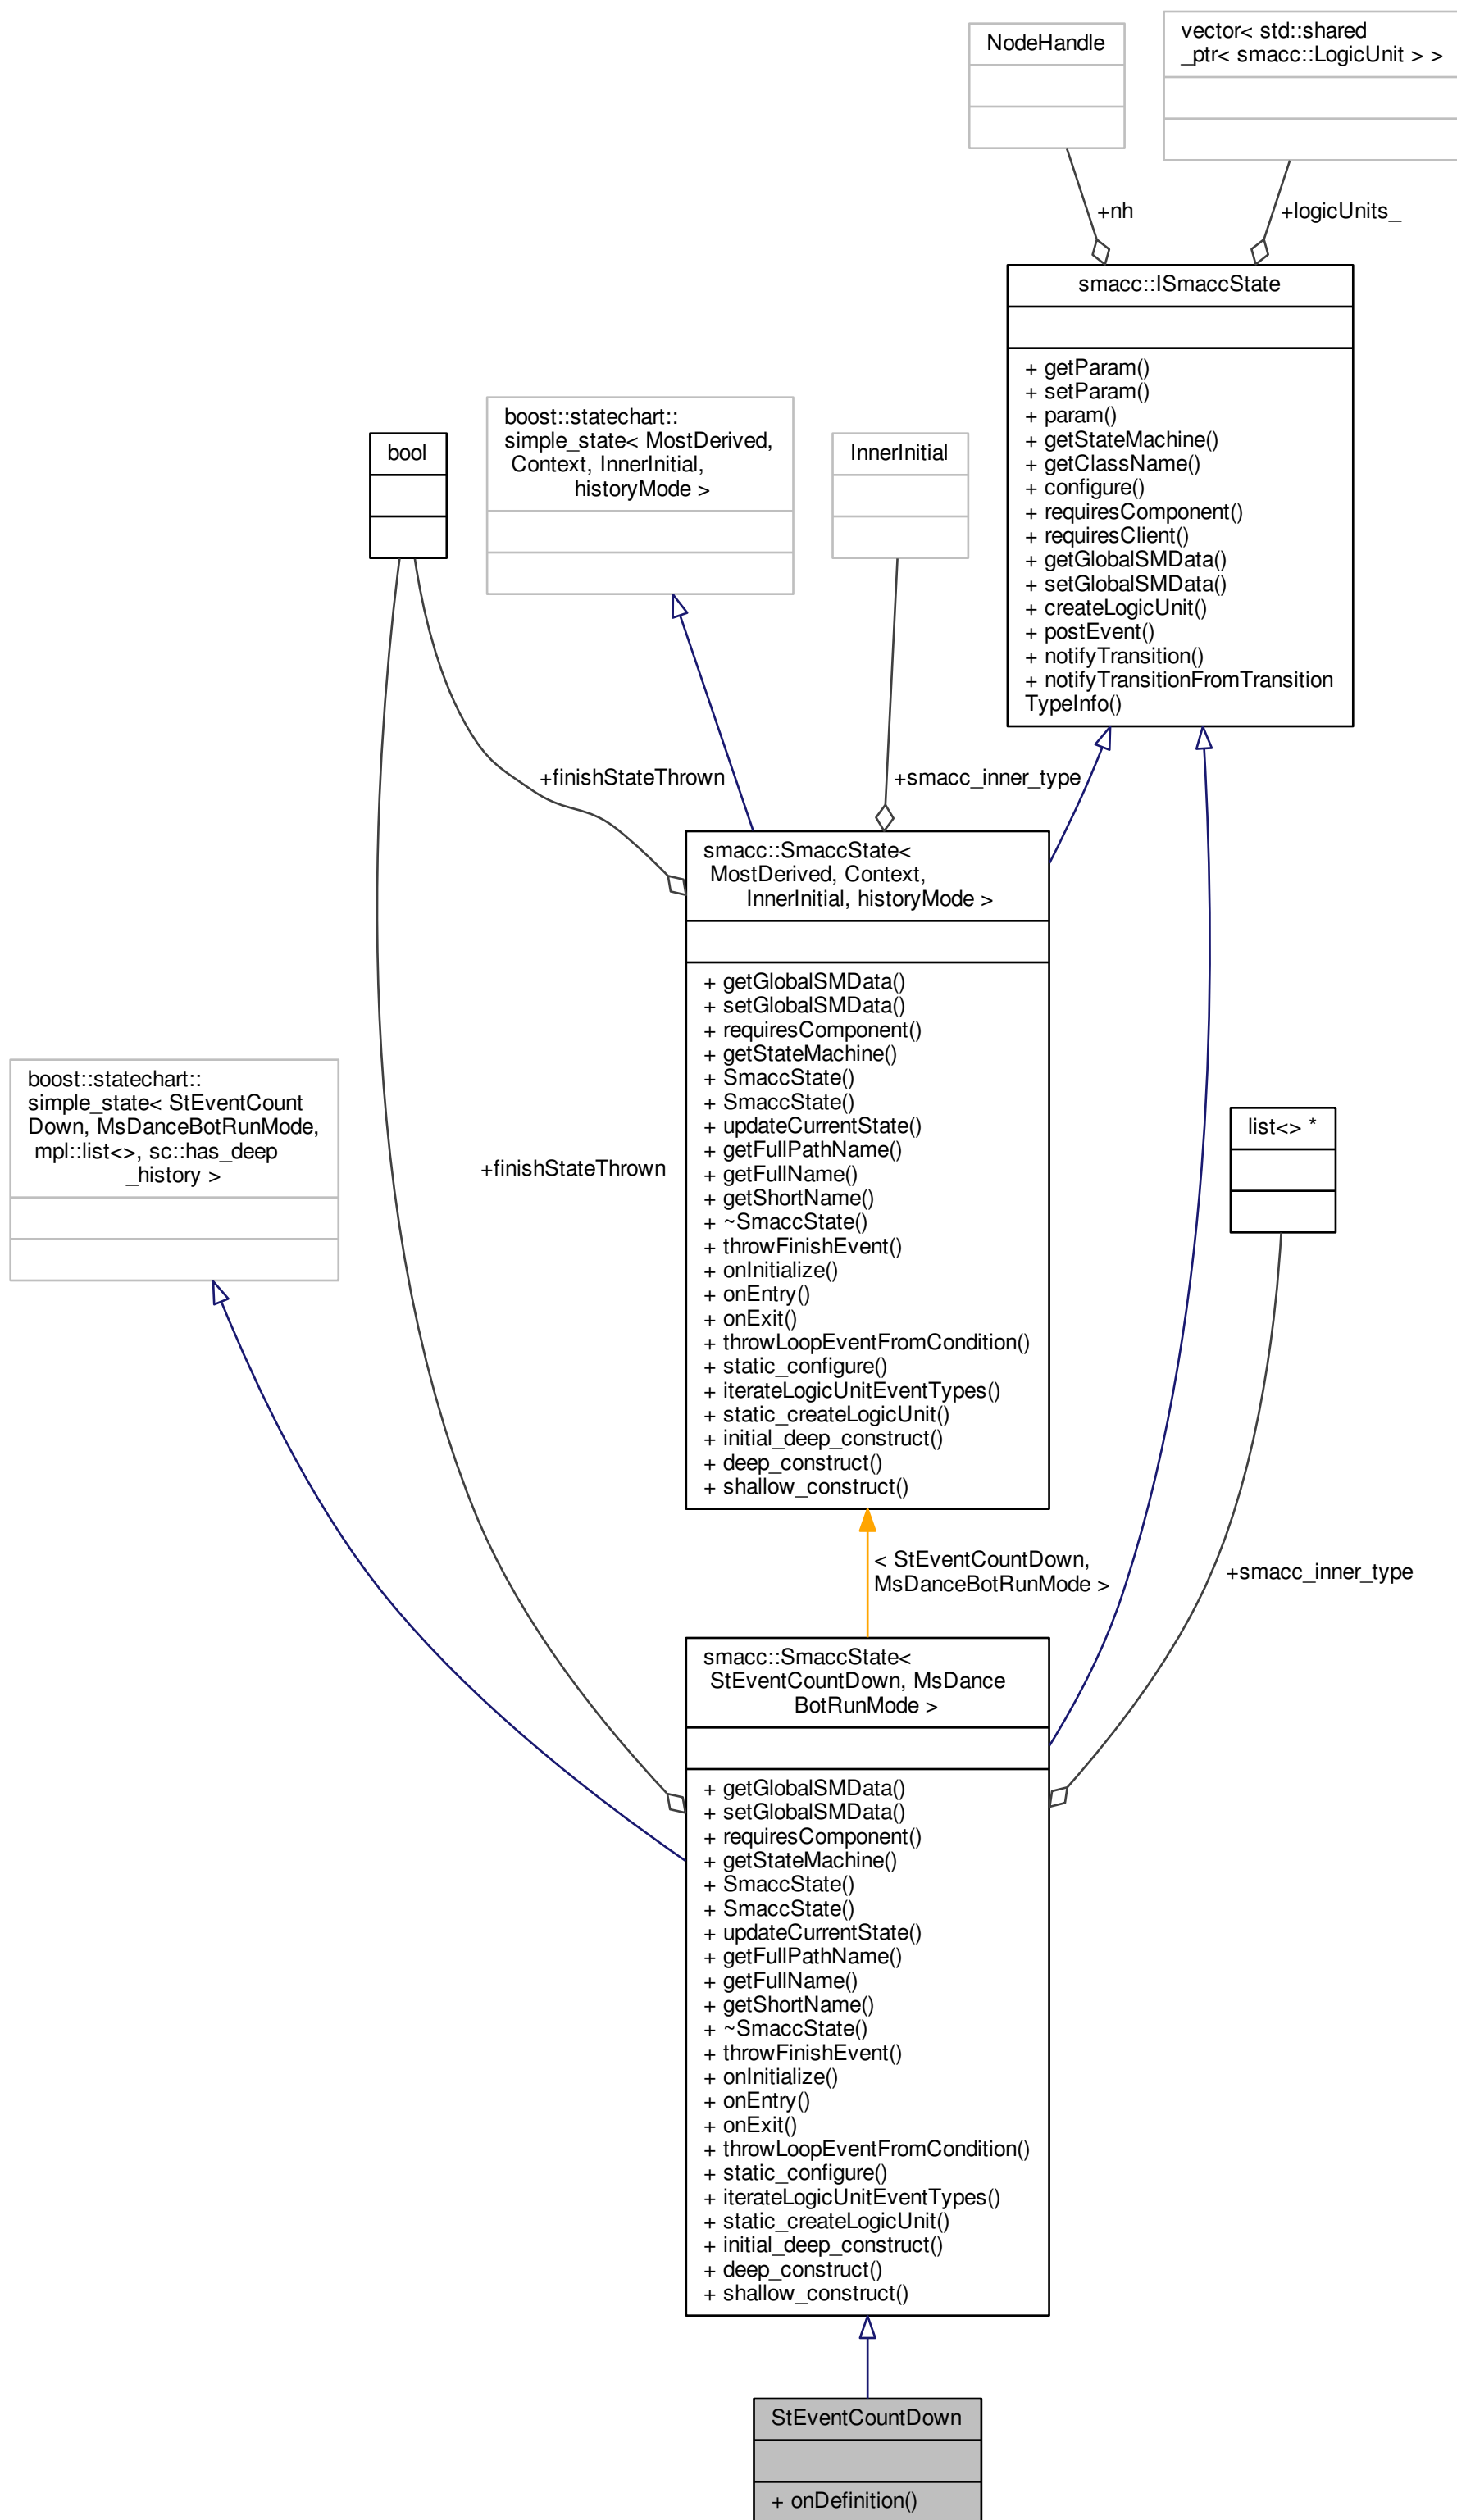 NodeHandle
vector< std::shared
_ptr< smacc::LogicUnit > >
+nh
+logicUnits_
smacc::ISmaccState
+ getParam()
+ setParam()
+ param()
+ getStateMachine()
+ getClassName()
+ configure()
+ requiresComponent()
+ requiresClient()
+ getGlobalSMData()
+ setGlobalSMData()
+ createLogicUnit()
+ postEvent()
+ notifyTransition()
+ notifyTransitionFromTransition
TypeInfo()
bool
boost::statechart::
simple_state< MostDerived,
Context, InnerInitial,
historyMode >
InnerInitial
+finishStateThrown
+smacc_inner_type
smacc::SmaccState<
MostDerived, Context,
InnerInitial, historyMode >
+ getGlobalSMData()
+ setGlobalSMData()
+ requiresComponent()
+ getStateMachine()
+ SmaccState()
+ SmaccState()
+ updateCurrentState()
+ getFullPathName()
+ getFullName()
+ getShortName()
+ ~SmaccState()
+ throwFinishEvent()
+ onInitialize()
+ onEntry()
+ onExit()
+ throwLoopEventFromCondition()
+ static_configure()
+ iterateLogicUnitEventTypes()
+ static_createLogicUnit()
+ initial_deep_construct()
+ deep_construct()
+ shallow_construct()
boost::statechart::
simple_state< StEventCount
Down, MsDanceBotRunMode,
mpl::list<>, sc::has_deep
_history >
+finishStateThrown
list<> *
< StEventCountDown,
MsDanceBotRunMode >
+smacc_inner_type
smacc::SmaccState<
StEventCountDown, MsDance
BotRunMode >
+ getGlobalSMData()
+ setGlobalSMData()
+ requiresComponent()
+ getStateMachine()
+ SmaccState()
+ SmaccState()
+ updateCurrentState()
+ getFullPathName()
+ getFullName()
+ getShortName()
+ ~SmaccState()
+ throwFinishEvent()
+ onInitialize()
+ onEntry()
+ onExit()
+ throwLoopEventFromCondition()
+ static_configure()
+ iterateLogicUnitEventTypes()
+ static_createLogicUnit()
+ initial_deep_construct()
+ deep_construct()
+ shallow_construct()
StEventCountDown
+ onDefinition()